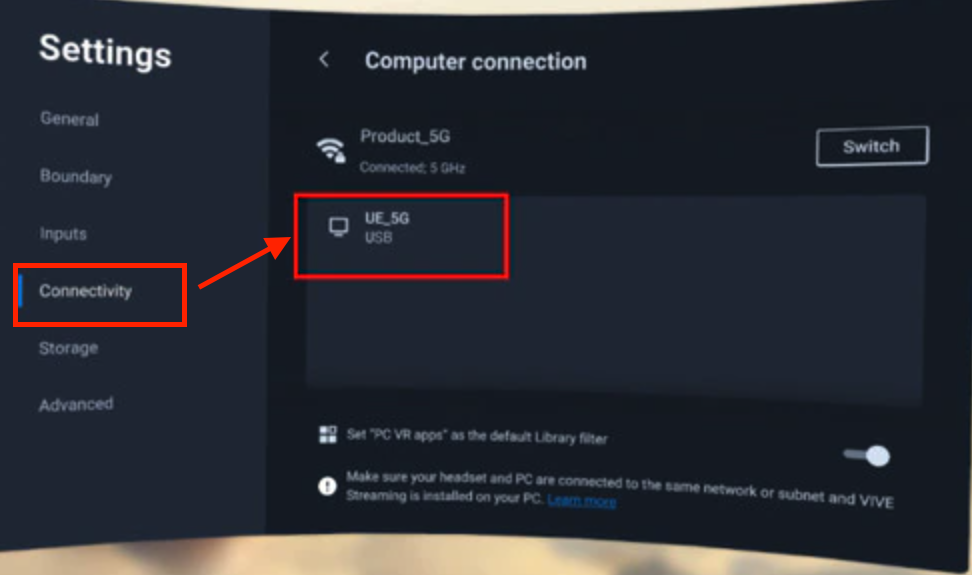 Settings
General
Boundary
Inputs
Connectivity
Storage
Advanced
Computer connection
Product_5G
Connected; 5 GHz
Switch
UE_5G
USB
Set "PC VR apps" as the default Library filter
Make sure your headset and PC are connected to the same network or subnet and VIVE
Streaming is installed on your PC. Learn more